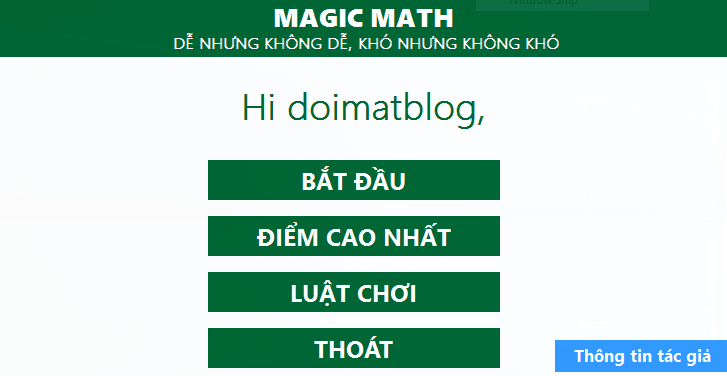 MAGIC MATH
DỄ NHƯNG KHÔNG DỄ, KHÓ NHƯNG KHÔNG KHÓ
Hi doimatblog,
BẮT ĐẦU
ĐIỂM CAO NHẤT
LUẬT CHƠI
THOÁT
Thông tin tác giả